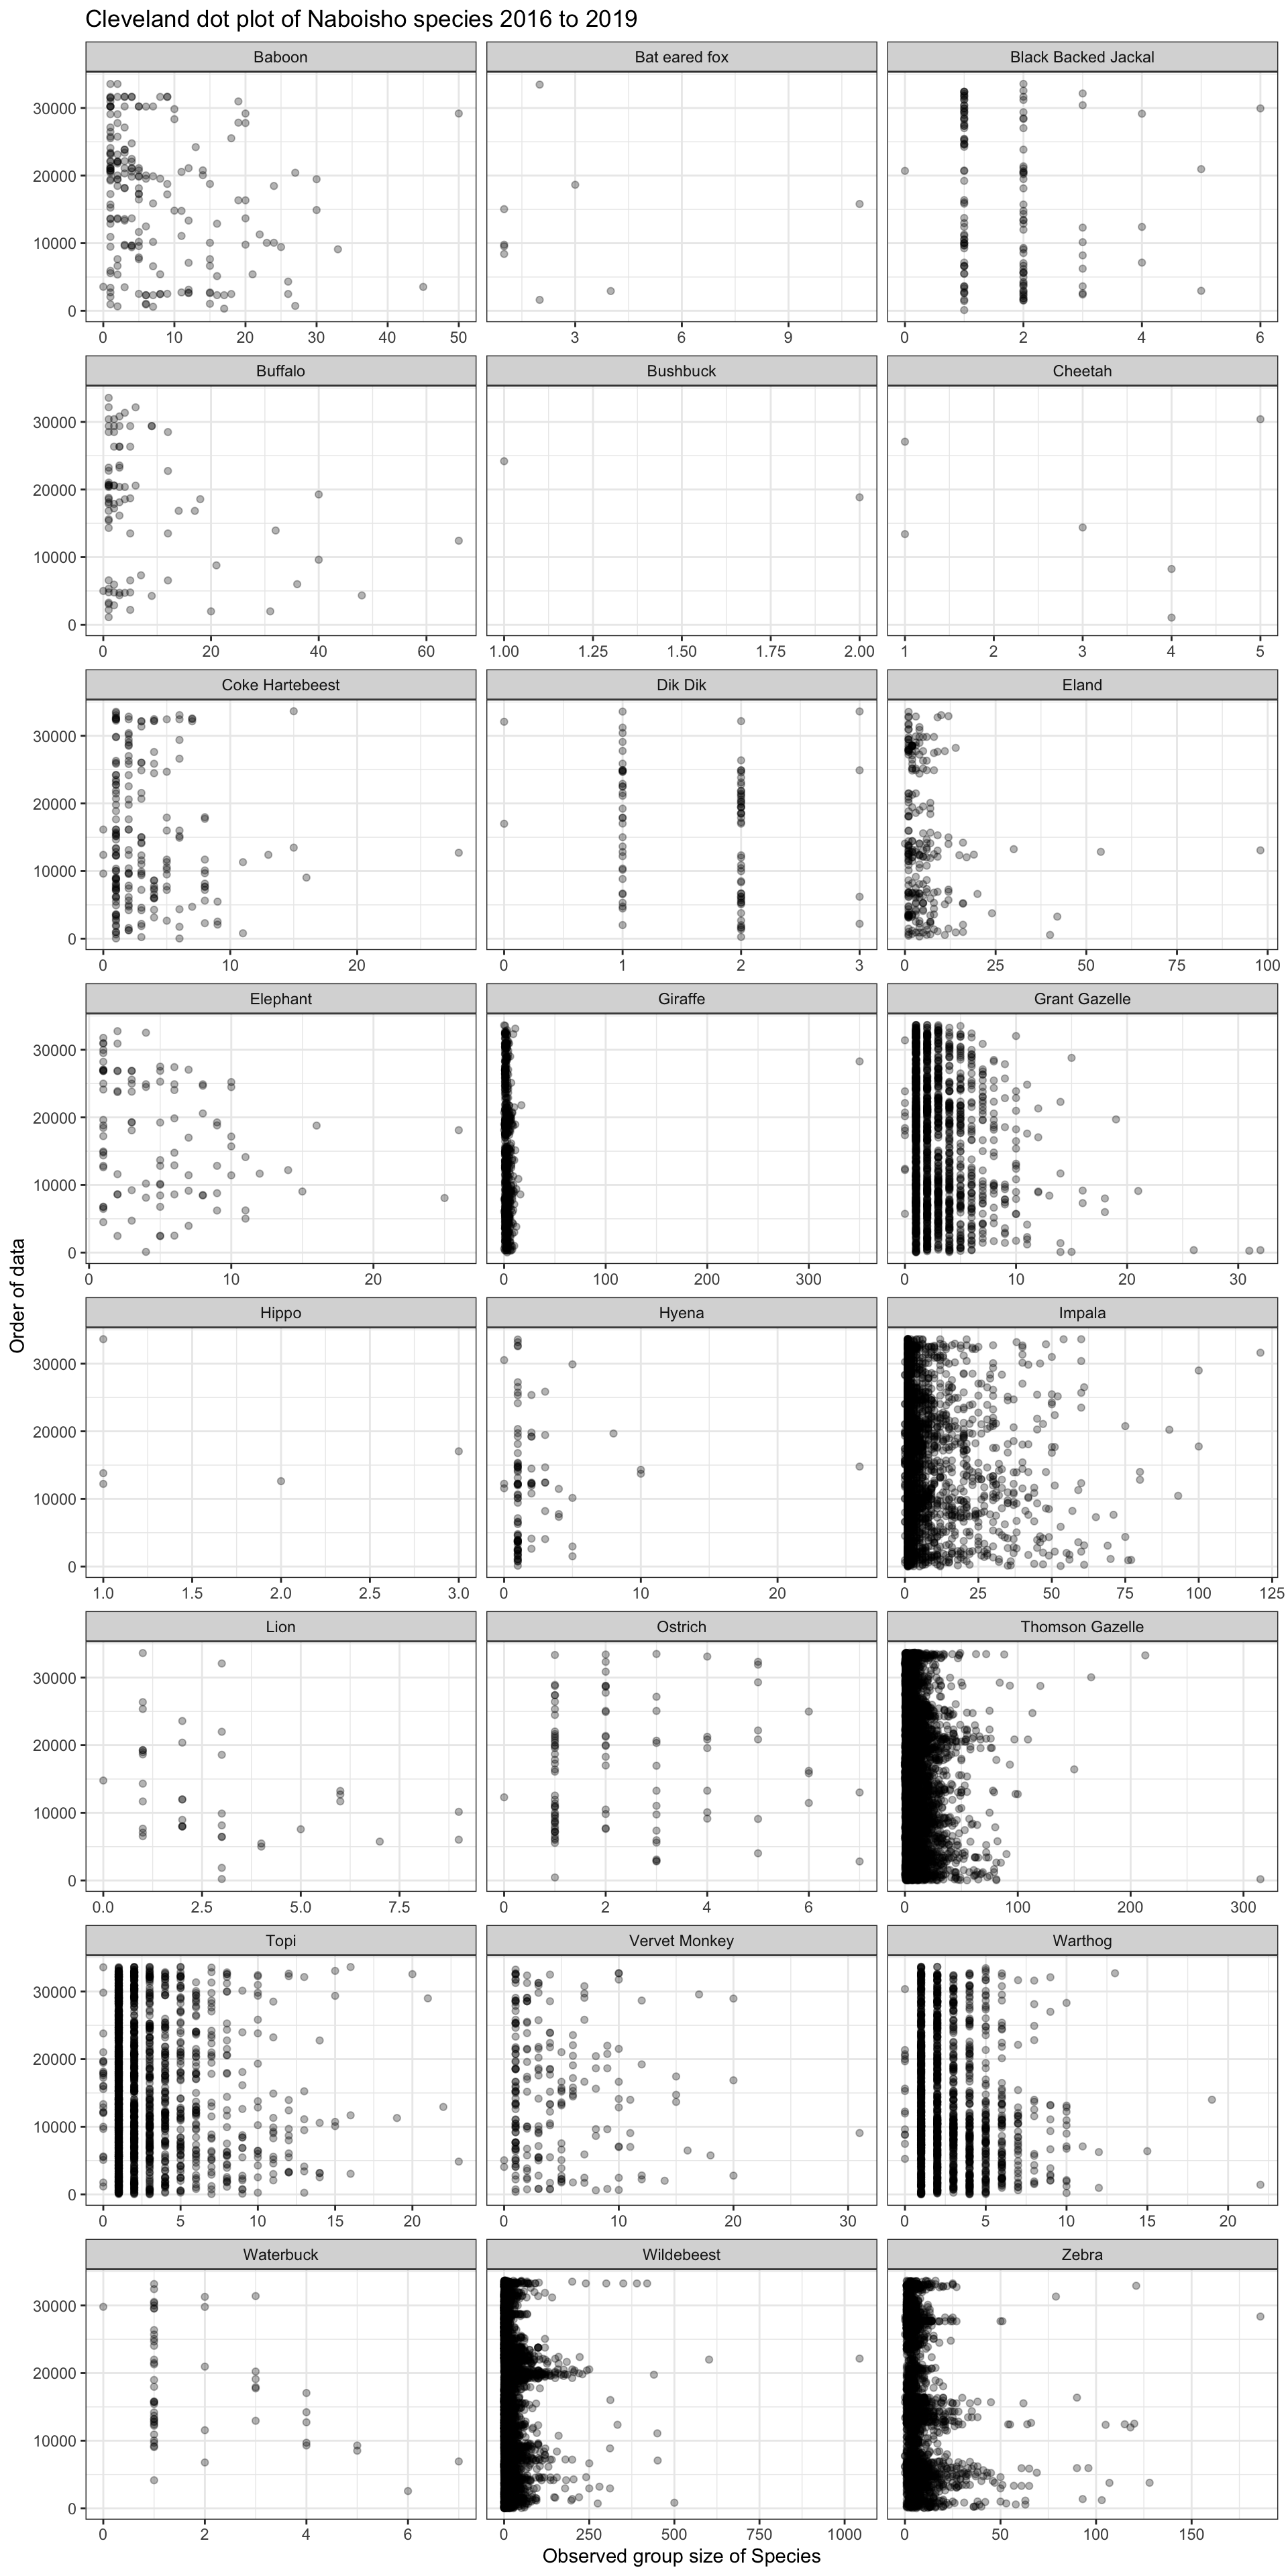 Cleveland dot plot of Naboisho species 2016 to 2019
Baboon
Bat eared fox
Black Backed Jackal
30000
20000
10000
0
0 10 20 30 40 50
3 6 9
0 2 4 6
Buffalo
Bushbuck
Cheetah
30000
20000
10000
0
0 20 40 60
1.00 1.25 1.50 1.75 2.00
1 2 3 4 5
Coke Hartebeest
Dik Dik
Eland
30000
20000
10000
0
0 10 20
0 1 2 3
0 25 50 75 100
Elephant
Giraffe
Grant Gazelle
30000
20000
10000
0
0 10 20
0 100 200 300
0 10 20 30
Order of data
Hippo
Hyena
Impala
30000
20000
10000
0
1.0 1.5 2.0 2.5 3.0
0 10 20
0 25 50 75 100 125
Lion
Ostrich
Thomson Gazelle
30000
20000
10000
0
0.0 2.5 5.0 7.5
0 2 4 6
0 100 200 300
Topi
Vervet Monkey
Warthog
30000
20000
10000
0
0 5 10 15 20
0 10 20 30
0 5 10 15 20
Waterbuck
Wildebeest
Zebra
30000
20000
10000
0
0 2 4 6
0 250 500 750 1000
0 50 100 150
Observed group size of Species